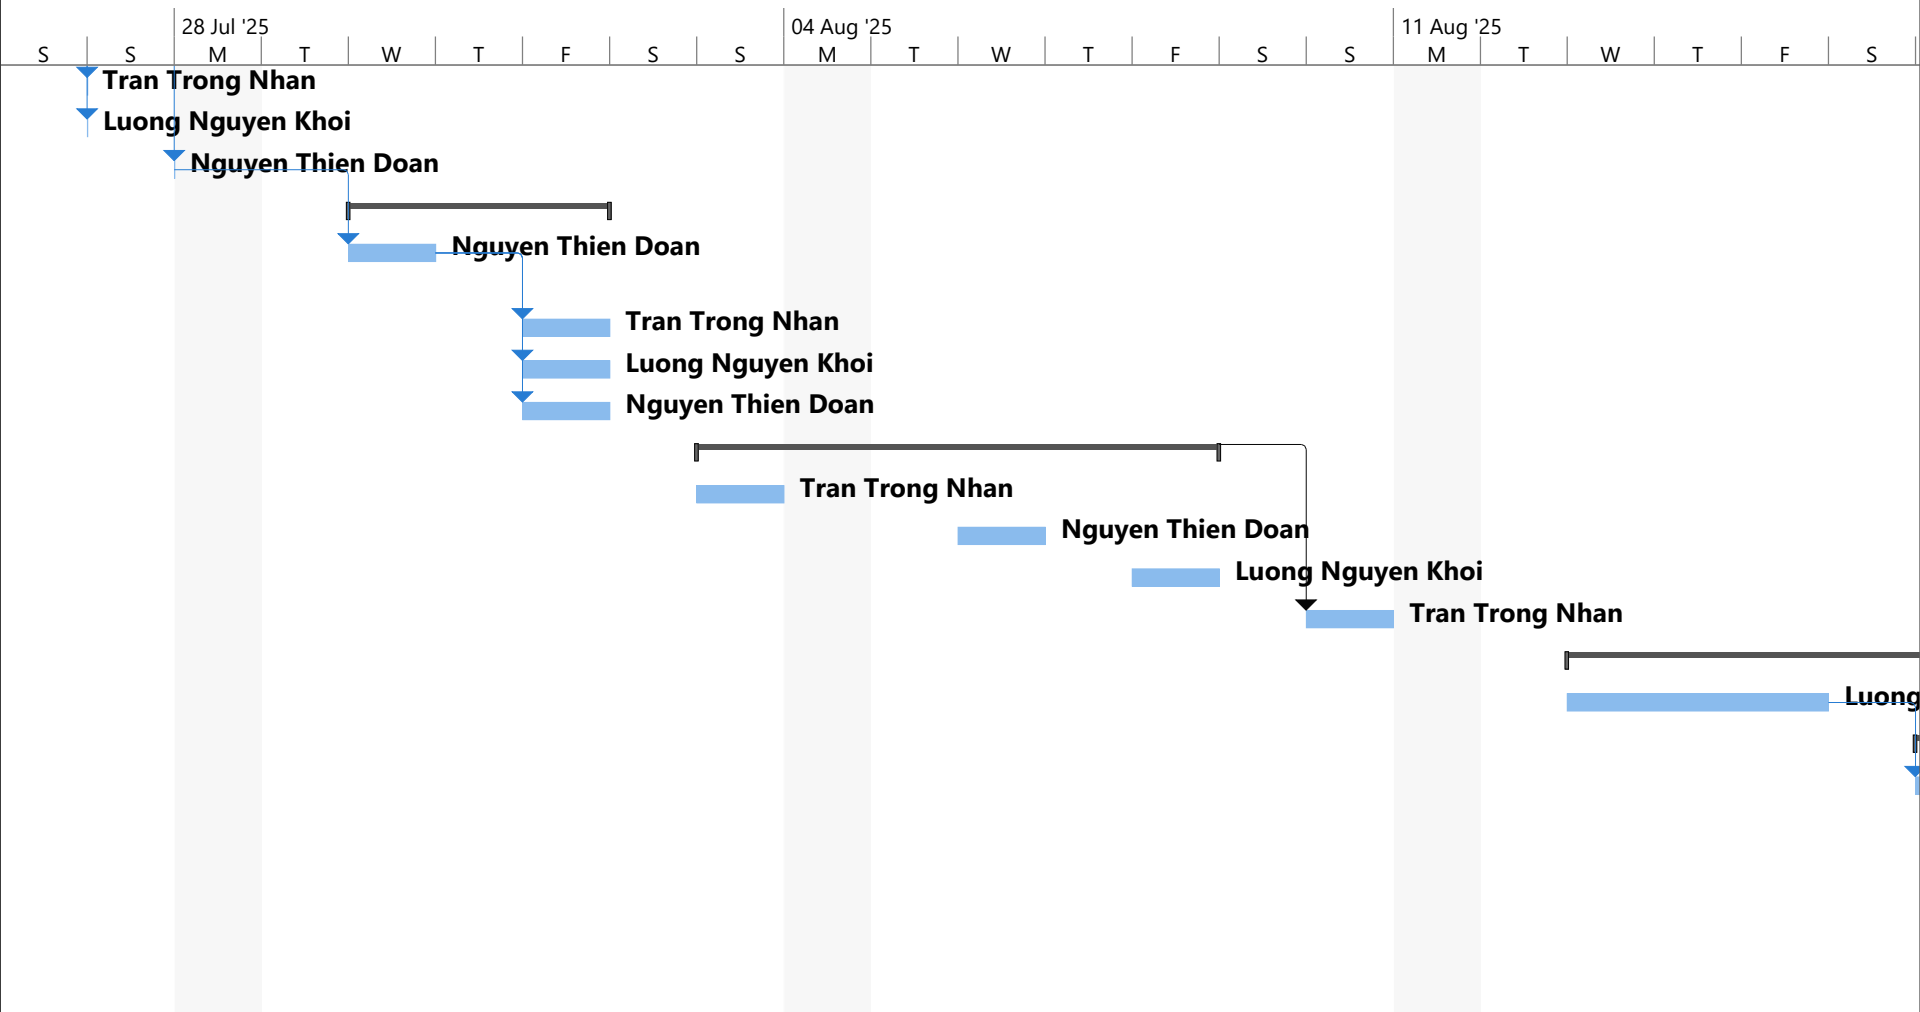 28 Jul '25 04 Aug '25 11 Aug '25
S S M T W T F S S M T W T F S S M T W T F S
Tran Trong Nhan
Luong Nguyen Khoi
Nguyen Thien Doan
Nguyen Thien Doan
Tran Trong Nhan
Luong Nguyen Khoi
Nguyen Thien Doan
Tran Trong Nhan
Nguyen Thien Doan
Luong Nguyen Khoi
Tran Trong Nhan
Luong